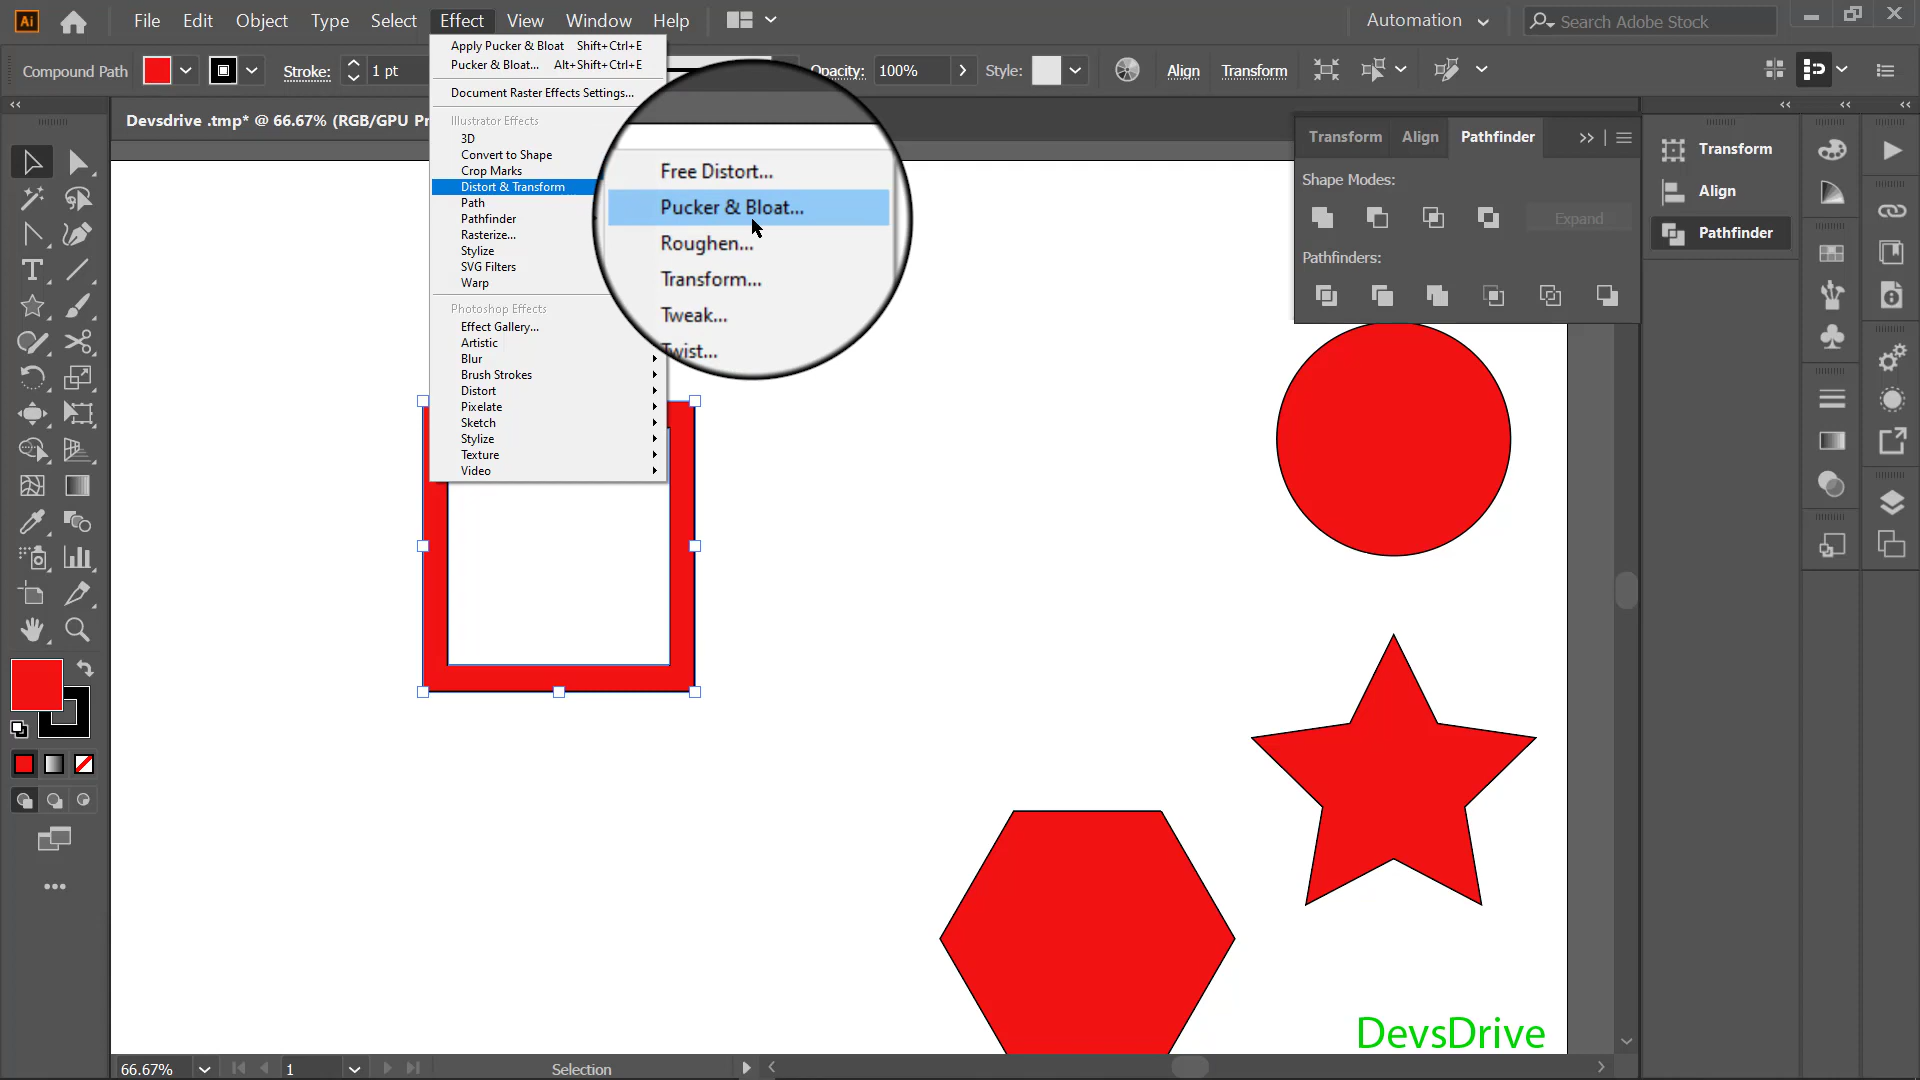 File Edit Object Type Select Effect View Window Help
Automation
Search Adobe Stock
Compound Path
Stroke:
1 pt
Opacity:
100%
Style:
Align
Transform
Devsdrive .tmp* @ 66.67% (RGB/GPU Pr
Apply Pucker & Bloat Shift+Ctrl+E
Pucker & Bloat... Alt+Shift+Ctrl+E
Document Raster Effects Settings...
Illustrator Effects
3D
Convert to Shape
Crop Marks
Distort & Transform
Path
Pathfinder
Rasterize...
Stylize
SVG Filters
Warp
Photoshop Effects
Effect Gallery...
Artistic
Blur
Brush Strokes
Distort
Pixelate
Sketch
Stylize
Texture
Video
Free Distort...
Pucker & Bloat...
Roughen...
Transform...
Tweak...
Twist...
Transform Align Pathfinder
Shape Modes:
Expand
Pathfinders:
Transform
Align
Pathfinder
DevsDrive
66.67%
1
Selection
Ai